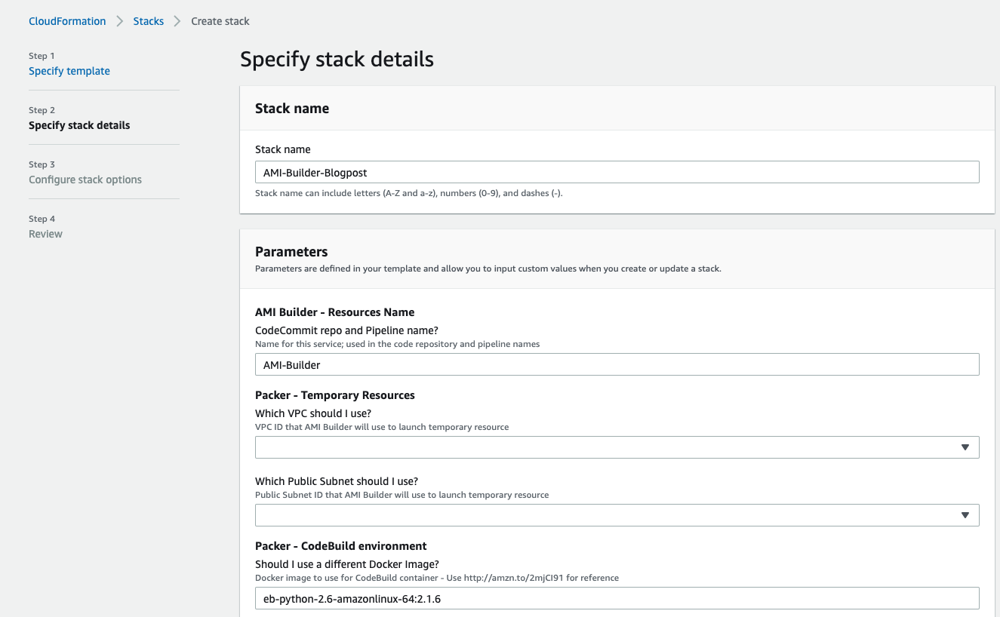 CloudFormation > Stacks > Create stack
Step 1
Specify template
Step 2
Specify stack details
Step 3
Configure stack options
Step 4
Review
Specify stack details
Stack name
Stack name
AMI-Builder-Blogpost
Stack name can include letters (A-Z and a-z), numbers (0-9), and dashes (-).
Parameters
Parameters are defined in your template and allow you to input custom values when you create or update a stack.
AMI Builder - Resources Name
CodeCommit repo and Pipeline name?
Name for this service; used in the code repository and pipeline names
AMI-Builder
Packer - Temporary Resources
Which VPC should I use?
VPC ID that AMI Builder will use to launch temporary resource
Which Public Subnet should I use?
Public Subnet ID that AMI Builder will use to launch temporary resource
Packer - CodeBuild environment
Should I use a different Docker Image?
Docker image to use for CodeBuild container - Use http://amzn.to/2mjCI91 for reference
eb-python-2.6-amazonlinux-64:2.1.6